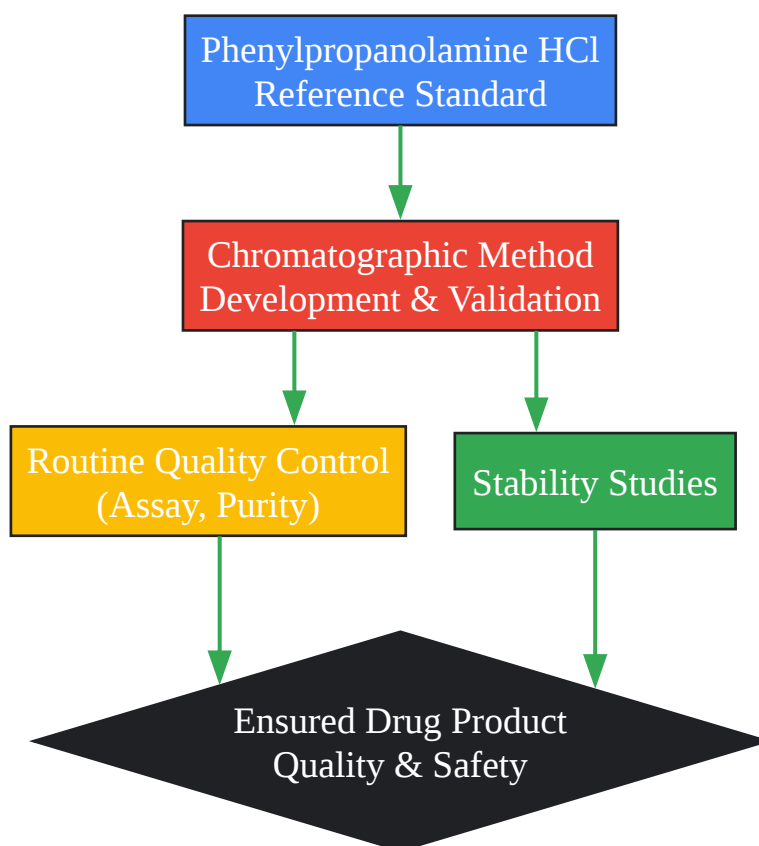 Phenylpropanolamine HCl
Reference Standard
Chromatographic Method
Development & Validation
Routine Quality Control
(Assay, Purity)
Stability Studies
Ensured Drug Product
Quality & Safety